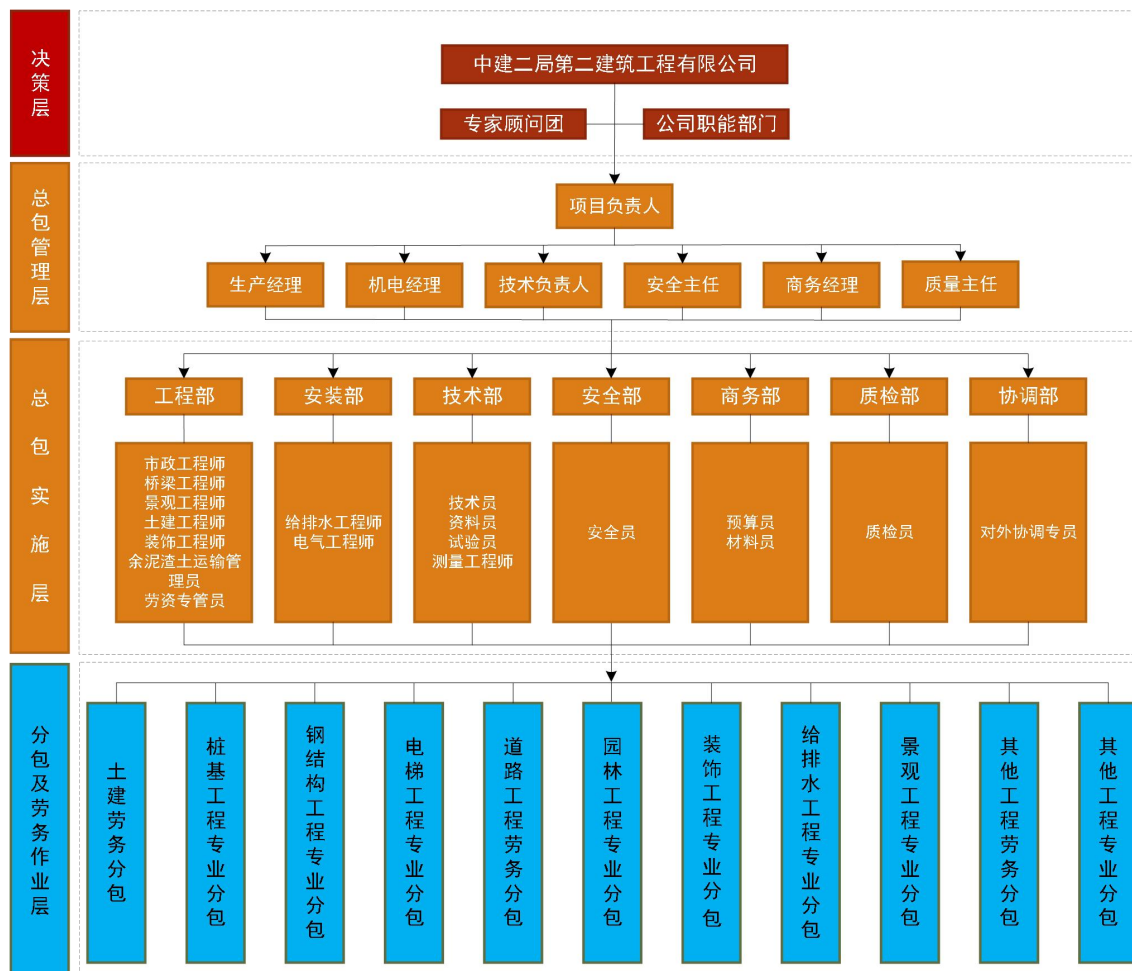 决策层
中建二局第二建筑工程有限公司
专家顾问团
公司职能部门
总包管理层
项目负责人
生产经理
机电经理
技术负责人
安全主任
商务经理
质量主任
总包实施层
工程部
安装部
技术部
安全部
商务部
质检部
协调部
市政工程师
桥梁工程师
景观工程师
土建工程师
装饰工程师
余泥渣土运输管
理员
劳资专管员
给排水工程师
电气工程师
技术员
资料员
试验员
测量工程师
安全员
预算员
材料员
质检员
对外协调专员
分包及劳务作业层
土建劳务分包
桩基工程专业分包
钢结构工程专业分包
电梯工程专业分包
道路工程劳务分包
园林工程专业分包
装饰工程专业分包
给排水工程专业分包
景观工程专业分包
其他工程劳务分包
其他工程专业分包